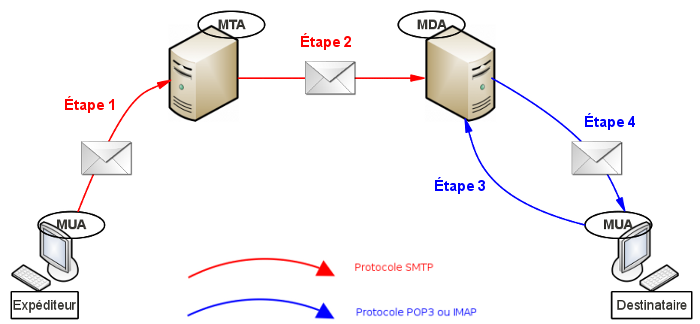 MTA
MDA
Étape 2
Étape 1
Étape 4
Étape 3
MUA
MUA
Expéditeur
Destinataire
Protocole SMTP
Protocole POP3 ou IMAP